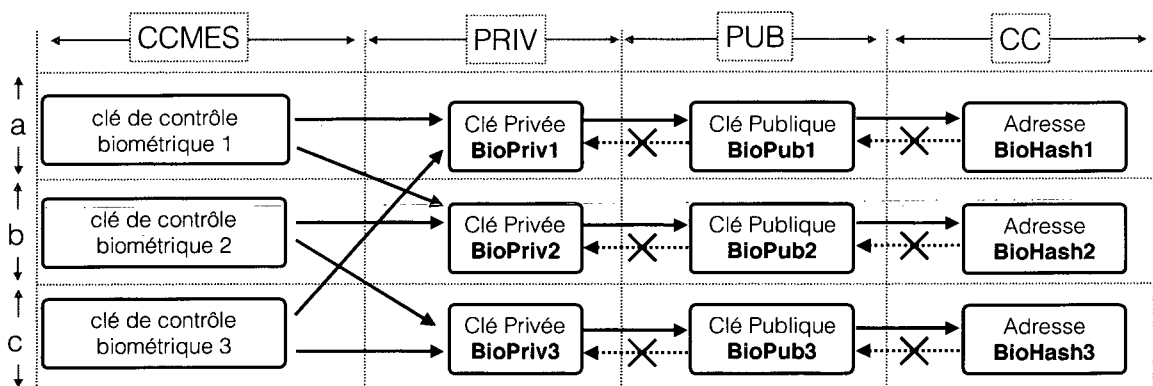 CCMES PRIV PUB CC
a
clé de contrôle
biométrique 1
Clé Privée
BioPriv1
Clé Publique
BioPub1
Adresse
BioHash1
b
clé de contrôle
biométrique 2
Clé Privée
BioPriv2
Clé Publique
BioPub2
Adresse
BioHash2
c
clé de contrôle
biométrique 3
Clé Privée
BioPriv3
Clé Publique
BioPub3
Adresse
BioHash3